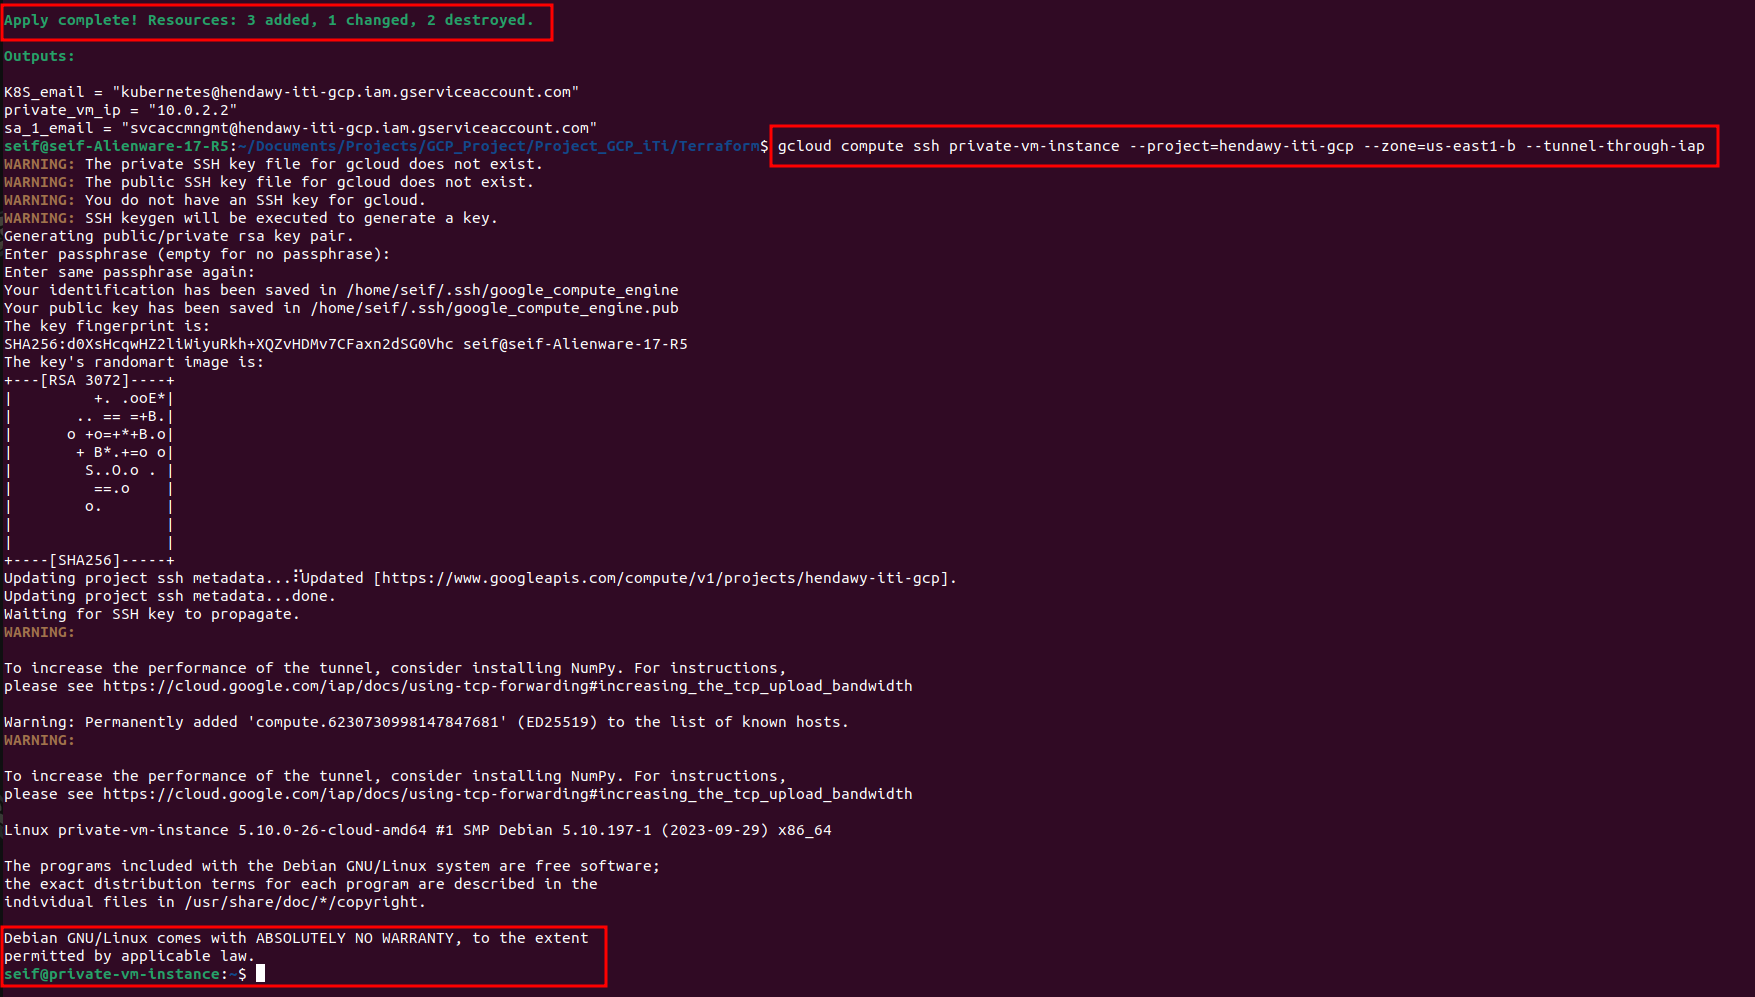 Apply complete! Resources: 3 added, 1 changed, 2 destroyed.
Outputs:
K8S_email = "kubernetes@hendawy-iti-gcp.iam.gserviceaccount.com"
private_vm_ip = "10.0.2.2"
sa_1_email = "svcaccmngmt@hendawy-iti-gcp.iam.gserviceaccount.com"
seif@seif-Alienware-17-R5:~/Documents/Projects/GCP_Project/Project_GCP_iTi/Terraform$ gcloud compute ssh private-vm-instance --project=hendawy-iti-gcp --zone=us-east1-b --tunnel-through-iap
WARNING: The private SSH key file for gcloud does not exist.
WARNING: The public SSH key file for gcloud does not exist.
WARNING: You do not have an SSH key for gcloud.
WARNING: SSH keygen will be executed to generate a key.
Generating public/private rsa key pair.
Enter passphrase (empty for no passphrase):
Enter same passphrase again:
Your identification has been saved in /home/seif/.ssh/google_compute_engine
Your public key has been saved in /home/seif/.ssh/google_compute_engine.pub
The key fingerprint is:
SHA256:d0XsHcqwHZ2liWiyuRkh+XQZvHDMv7CFaxn2dSG0Vhc seif@seif-Alienware-17-R5
The key's randomart image is:
+---[RSA 3072]----+
|         +. .ooE*|
|       .. == =+B.|
|      o +o=+*+B.o|
|       + B*.+=o o|
|        S..O.o . |
|         ==.o    |
|        o.       |
|                 |
|                 |
+----[SHA256]-----+
Updating project ssh metadata...⠹Updated [https://www.googleapis.com/compute/v1/projects/hendawy-iti-gcp].
Updating project ssh metadata...done.
Waiting for SSH key to propagate.
WARNING:
To increase the performance of the tunnel, consider installing NumPy. For instructions,
please see https://cloud.google.com/iap/docs/using-tcp-forwarding#increasing_the_tcp_upload_bandwidth
Warning: Permanently added 'compute.6230730998147847681' (ED25519) to the list of known hosts.
WARNING:
To increase the performance of the tunnel, consider installing NumPy. For instructions,
please see https://cloud.google.com/iap/docs/using-tcp-forwarding#increasing_the_tcp_upload_bandwidth
Linux private-vm-instance 5.10.0-26-cloud-amd64 #1 SMP Debian 5.10.197-1 (2023-09-29) x86_64
The programs included with the Debian GNU/Linux system are free software;
the exact distribution terms for each program are described in the
individual files in /usr/share/doc/*/copyright.
Debian GNU/Linux comes with ABSOLUTELY NO WARRANTY, to the extent
permitted by applicable law.
seif@private-vm-instance:~$